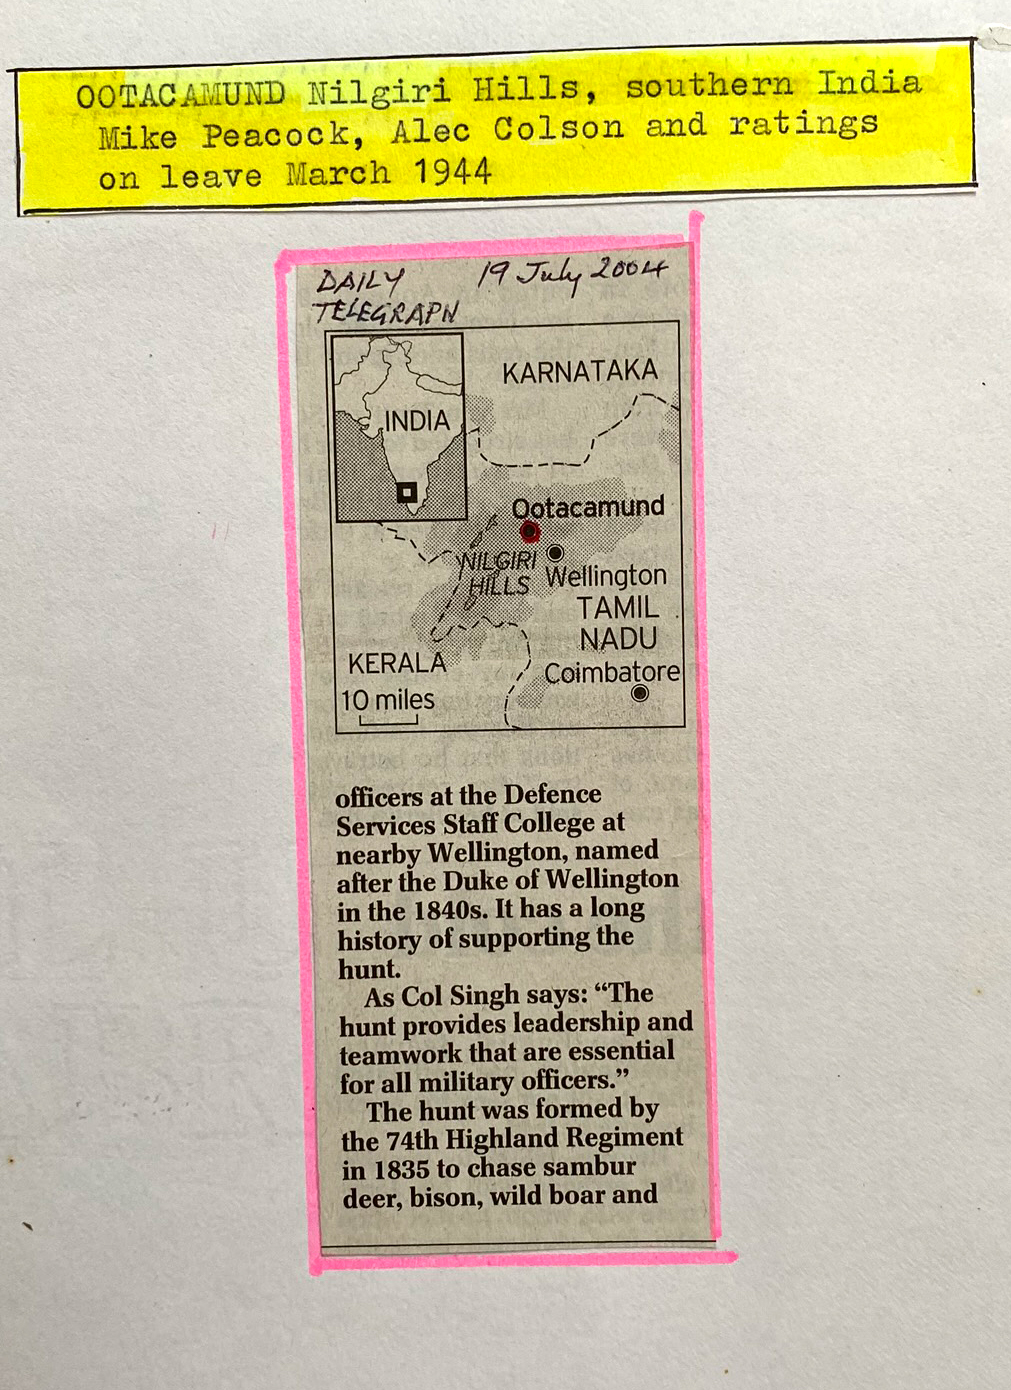 OOTACAMUND Nilgiri Hills, southern India
Mike Peacock, Alec Colson and ratings
on leave March 1944
DAILY 19 July 2004
TELEGRAPH
KARNATAKA
INDIA
Ootacamund
NILGIRI
HILLS
Wellington
TAMIL
NADU
KERALA
Coimbatore
10 miles
officers at the Defence
Services Staff College at
nearby Wellington, named
after the Duke of Wellington
in the 1840s. It has a long
history of supporting the
hunt.
As Col Singh says: “The
hunt provides leadership and
teamwork that are essential
for all military officers.”
The hunt was formed by
the 74th Highland Regiment
in 1835 to chase sambur
deer, bison, wild boar and